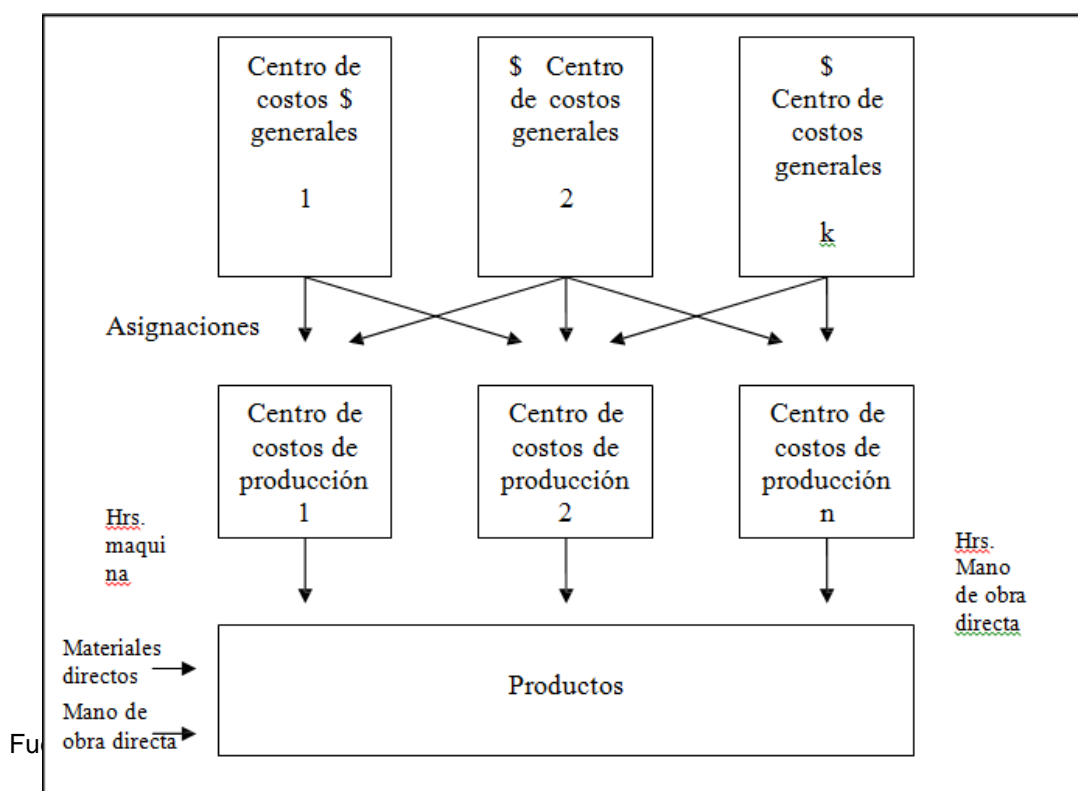 Centro de
costos $
generales
1
$ Centro
de costos
generales
2
$
Centro de
costos
generales
k
Asignaciones
Centro de
costos de
producción
1
Centro de
costos de
producción
2
Centro de
costos de
producción
n
Hrs.
maqui
na
Hrs.
Mano
de obra
directa
Materiales
directos
Mano de
obra directa
Productos